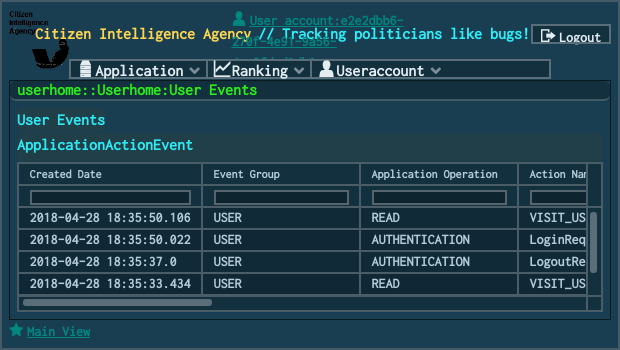 Citizen
Intelligence
Agency
User account:e2e2dbb6-
Citizen Intelligence Agency // Tracking politicians like bugs!
Logout
Application
Ranking
Useraccount
userhome::Userhome:User Events
User Events
ApplicationActionEvent
Created Date Event Group Application Operation Action Nam
2018-04-28 18:35:50.106 USER READ VISIT_US
2018-04-28 18:35:50.022 USER AUTHENTICATION LoginReq
2018-04-28 18:35:37.0 USER AUTHENTICATION LogoutRe
2018-04-28 18:35:33.434 USER READ VISIT_US
Main View